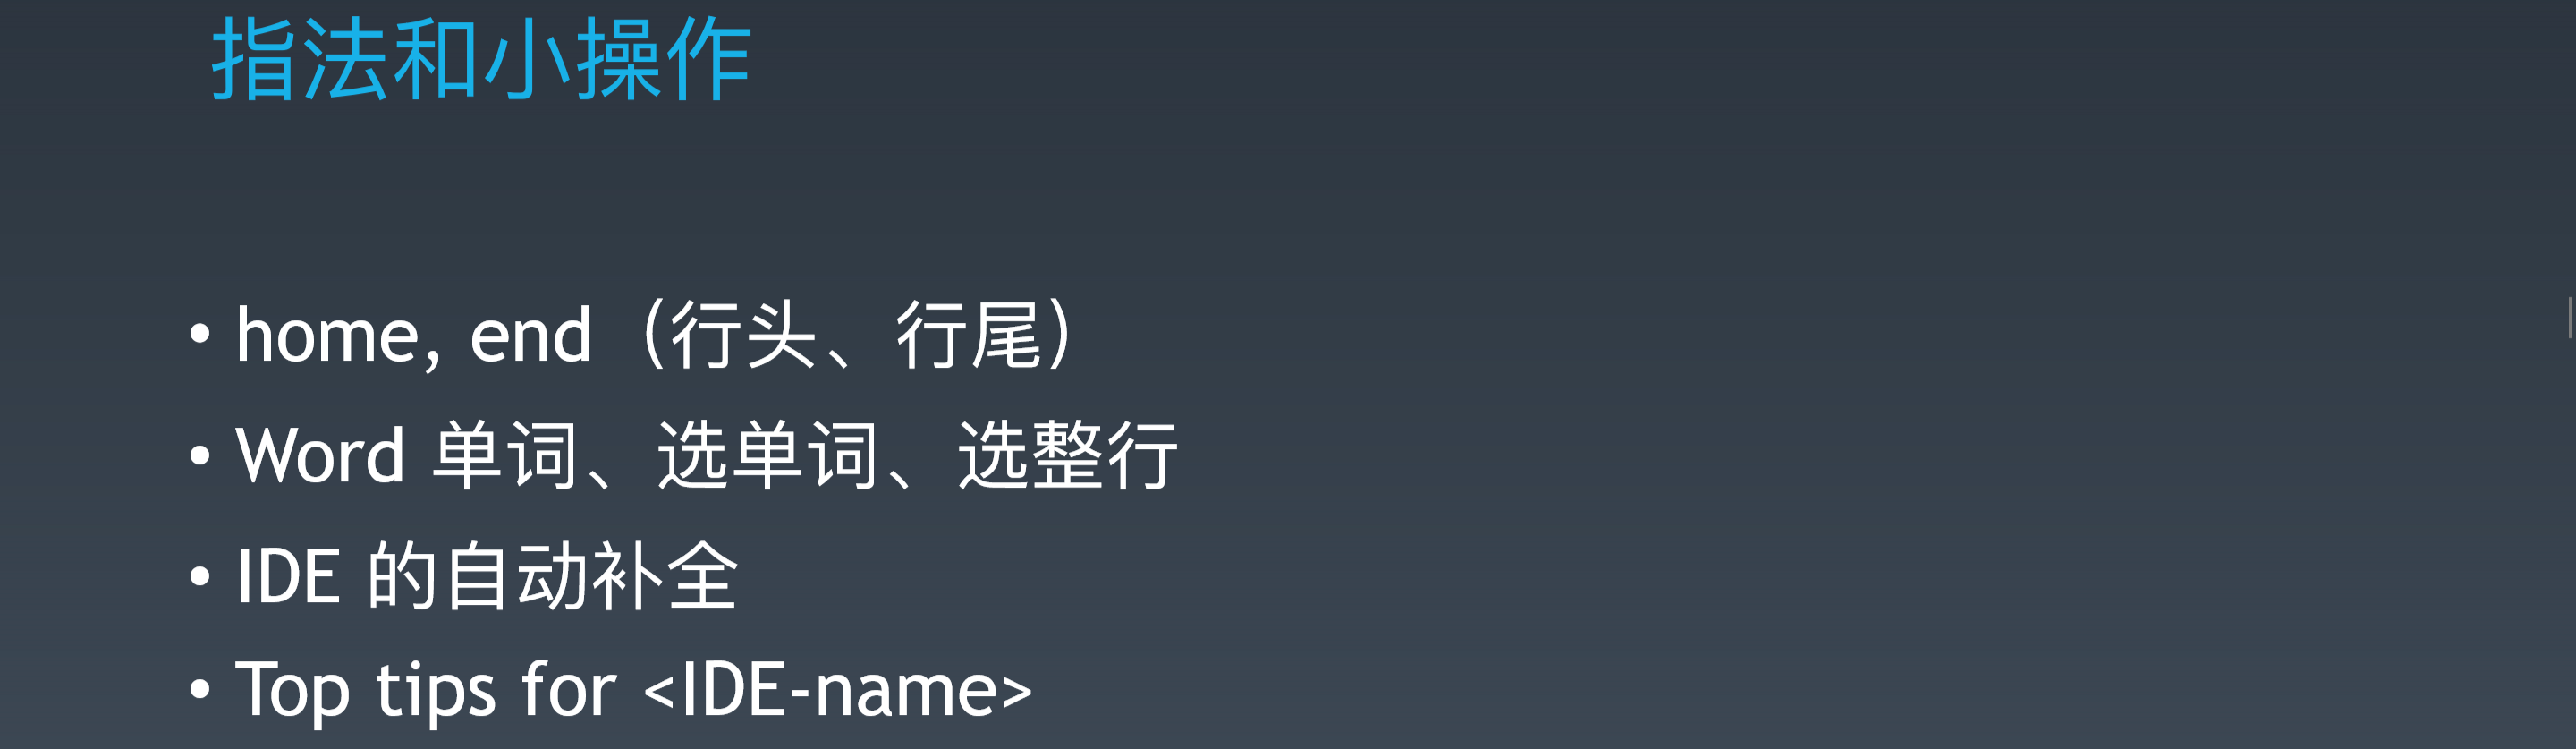 指法和小操作
• home, end（行头、行尾）
• Word 单词、选单词、选整行
• IDE 的自动补全
• Top tips for <IDE-name>